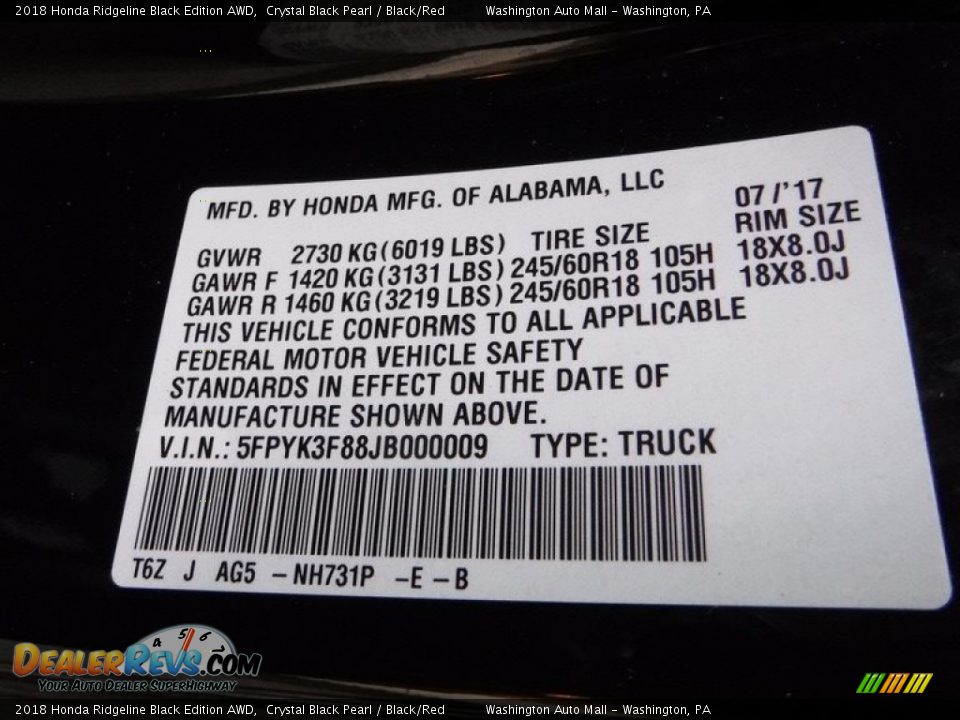 2018 Honda Ridgeline Black Edition AWD, Crystal Black Pearl / Black/Red Washington Auto Mall - Washington, PA
MFD. BY HONDA MFG. OF ALABAMA, LLC 07/'17
GVWR 2730 KG(6019 LBS) TIRE SIZE RIM SIZE
GAWR F 1420 KG(3131 LBS) 245/60R18 105H 18X8.0J
GAWR R 1460 KG(3219 LBS) 245/60R18 105H 18X8.0J
THIS VEHICLE CONFORMS TO ALL APPLICABLE
FEDERAL MOTOR VEHICLE SAFETY
STANDARDS IN EFFECT ON THE DATE OF
MANUFACTURE SHOWN ABOVE.
V.I.N.: 5FPYK3F88JB000009 TYPE: TRUCK
T6Z J AG5 -NH731P -E -B
4 5 6
DEALERREVS.COM
YOUR AUTO DEALER SUPERHIGHWAY
2018 Honda Ridgeline Black Edition AWD, Crystal Black Pearl / Black/Red Washington Auto Mall - Washington, PA